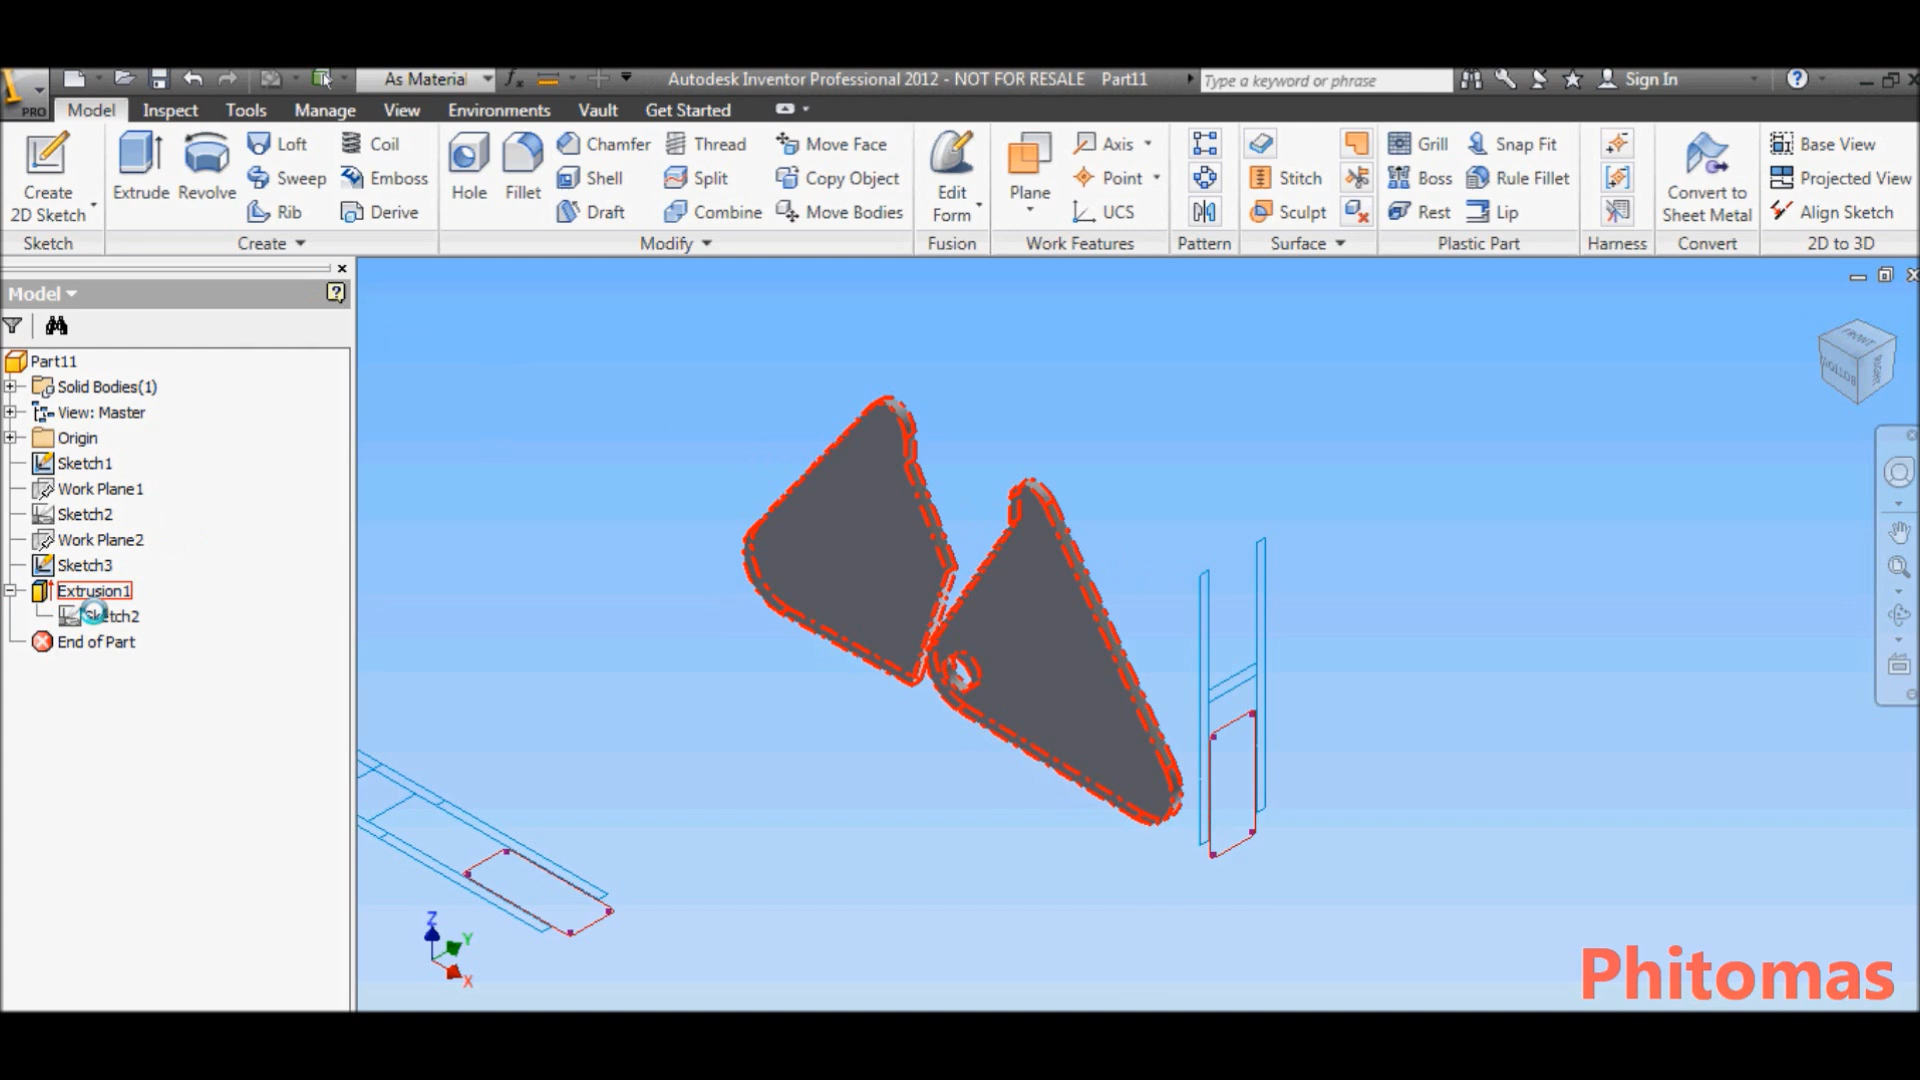 As Material
Autodesk Inventor Professional 2012 - NOT FOR RESALE Part11
Type a keyword or phrase
Sign In
PRO
Model Inspect Tools Manage View Environments Vault Get Started
Create 2D Sketch
Extrude
Revolve
Loft
Sweep
Rib
Coil
Emboss
Derive
Hole
Fillet
Chamfer
Shell
Draft
Thread
Split
Combine
Move Face
Copy Object
Move Bodies
Edit Form
Plane
Axis
Point
UCS
Stitch
Sculpt
Grill
Boss
Rest
Snap Fit
Rule Fillet
Lip
Convert to Sheet Metal
Base View
Projected View
Align Sketch
Sketch Create Modify Fusion Work Features Pattern Surface Plastic Part Harness Convert 2D to 3D
Model
Part11
Solid Bodies(1)
View: Master
Origin
Sketch1
Work Plane1
Sketch2
Work Plane2
Sketch3
Extrusion1
Sketch2
End of Part
FRONT
BOTTOM
RIGHT
Z
Y
X
Phitomas